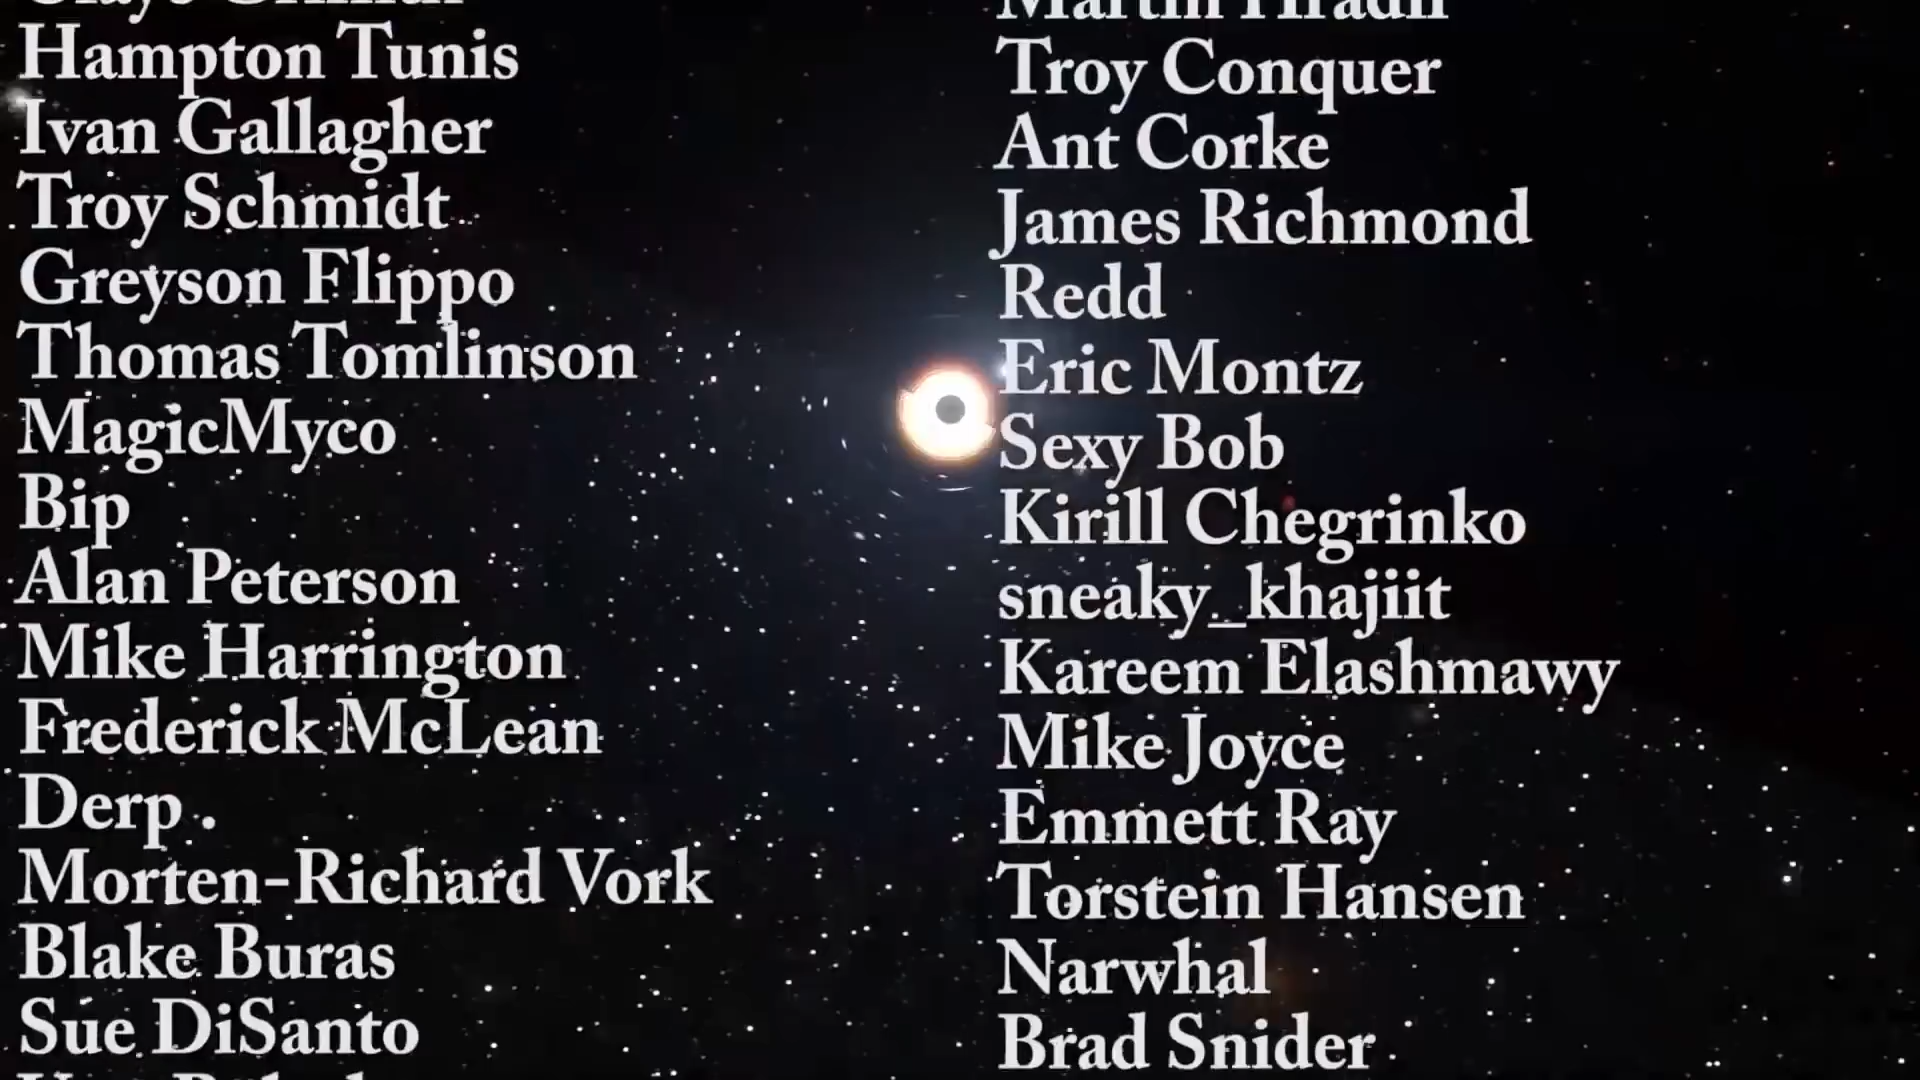 Hampton Tunis
Ivan Gallagher
Troy Schmidt
Greyson Flippo
Thomas Tomlinson
MagicMyco
Bip
Alan Peterson
Mike Harrington
Frederick McLean
Derp .
Morten-Richard Vork
Blake Buras
Sue DiSanto
Troy Conquer
Ant Corke
James Richmond
Redd
Eric Montz
Sexy Bob
Kirill Chegrinko
sneaky_khajiit
Kareem Elashmawy
Mike Joyce
Emmett Ray
Torstein Hansen
Narwhal
Brad Snider